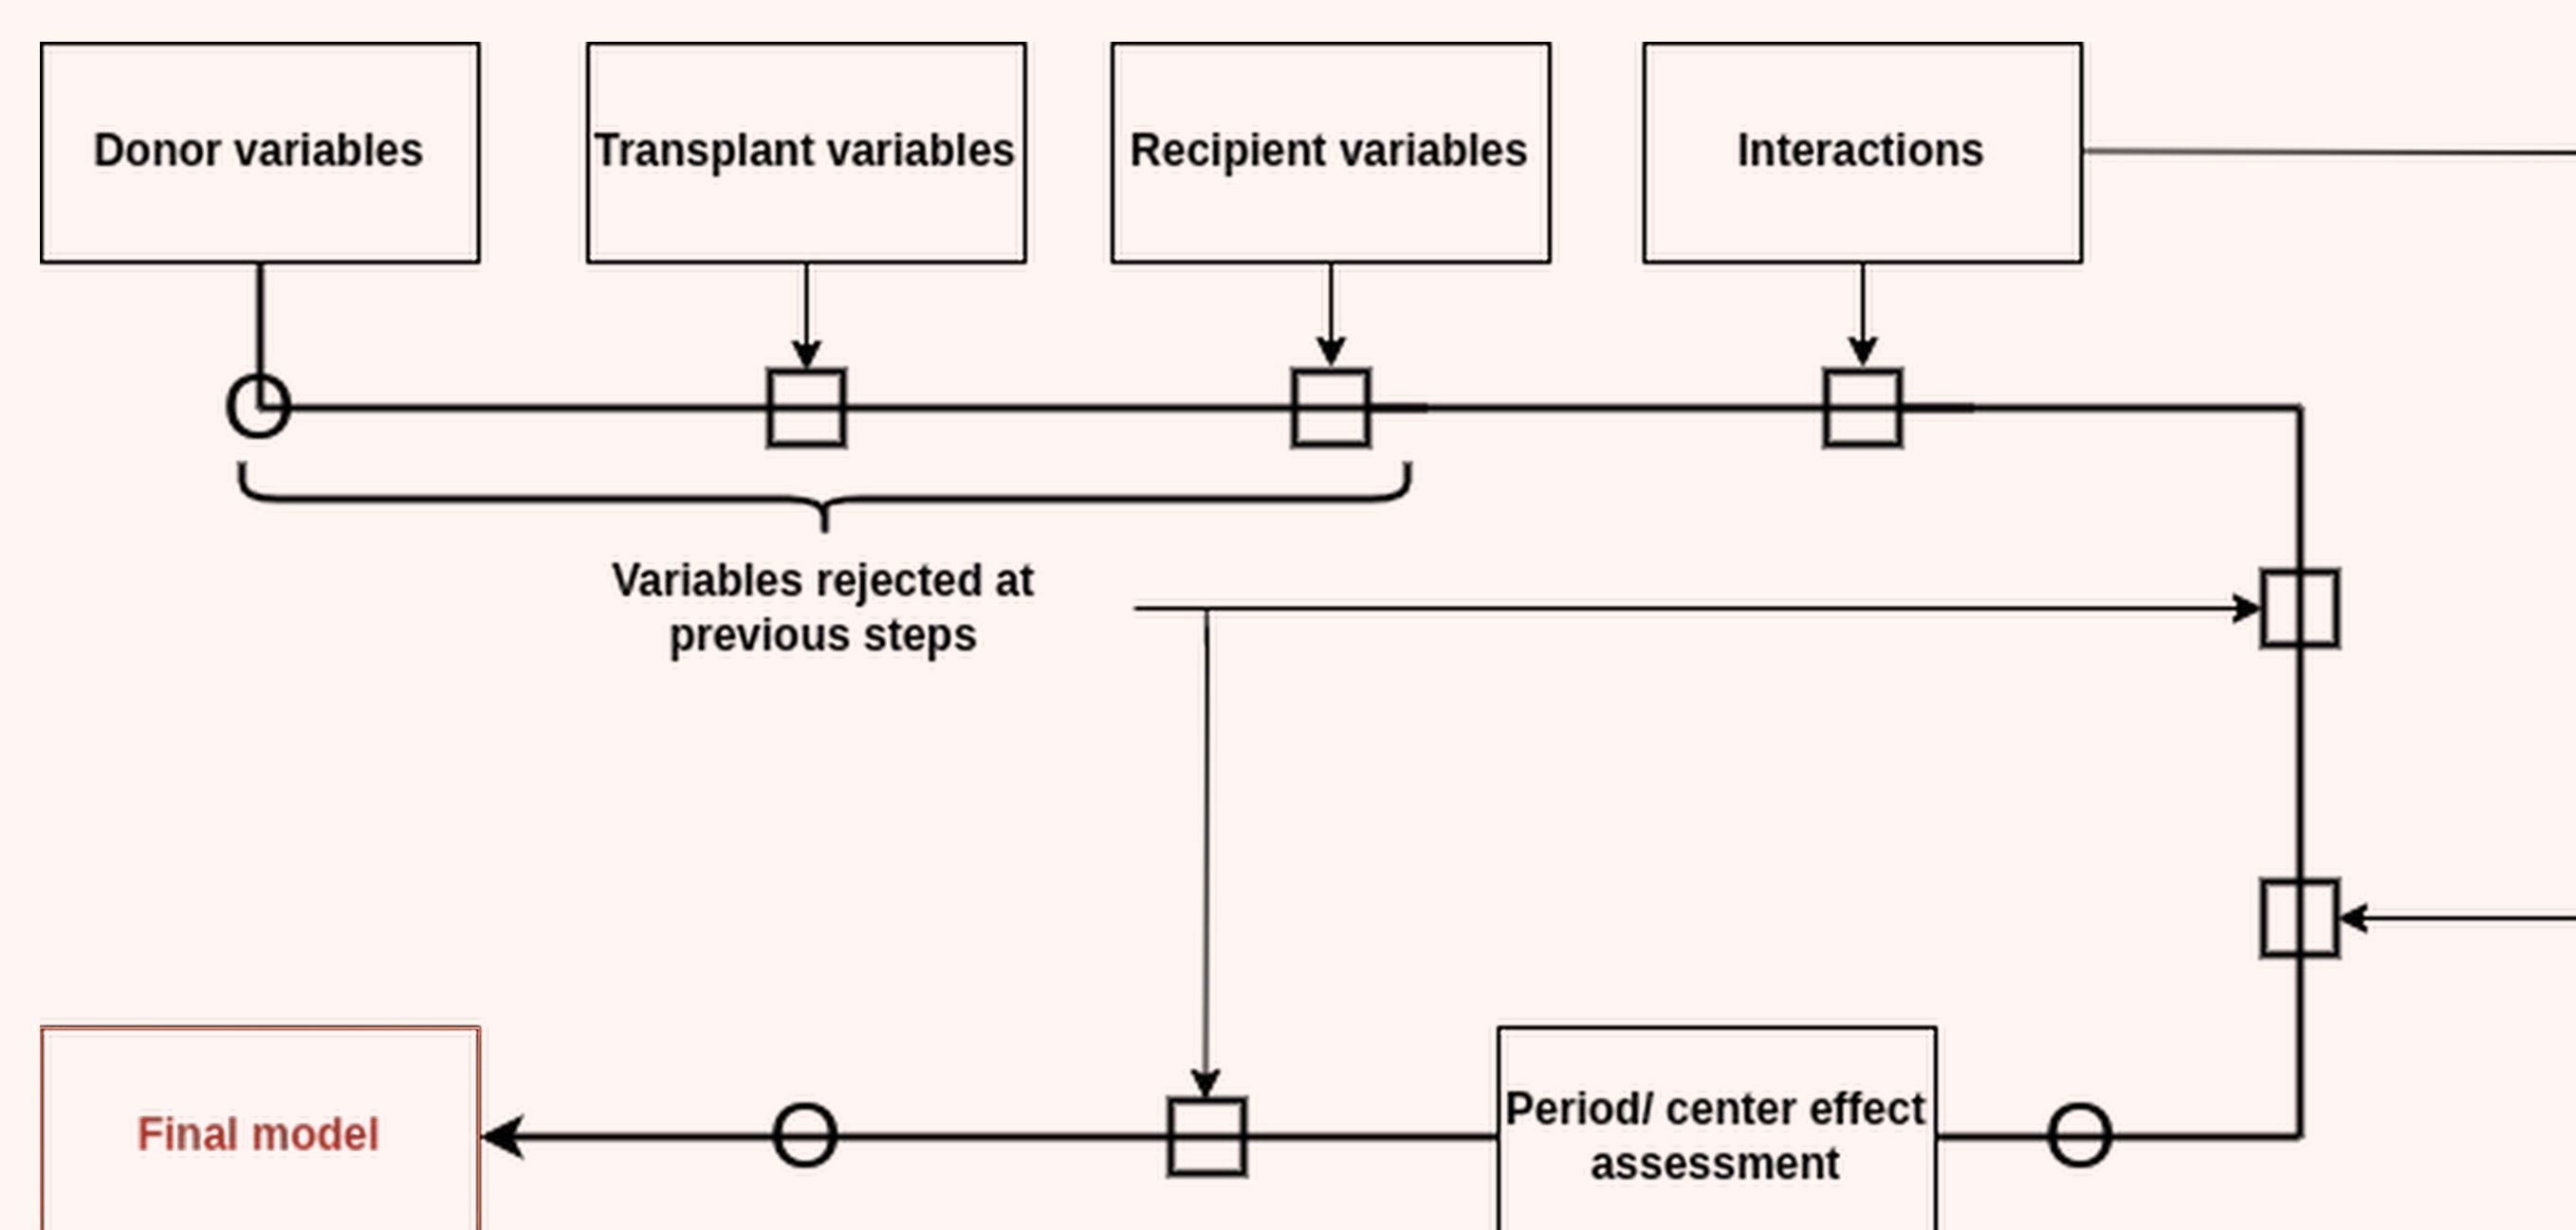 Donor variables
Transplant variables
Recipient variables
Interactions
Variables rejected at
previous steps
Final model
Period/ center effect
assessment